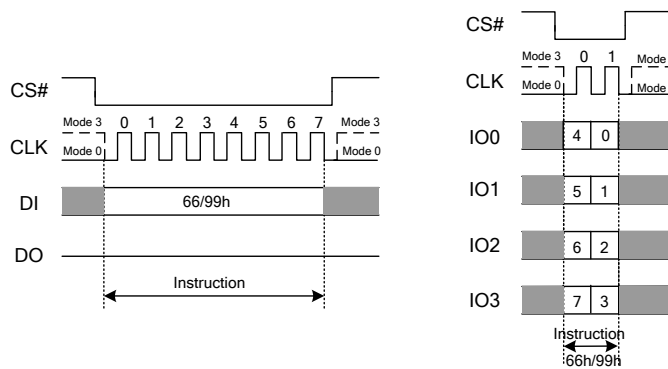 CS#
Mode 3 0 1 2 3 4 5 6 7 Mode 3
CLK Mode 0 Mode 0
DI 66/99h
DO
Instruction
CS#
Mode 3 0 1 Mode
CLK Mode 0 Mode
IO0 4 0
IO1 5 1
IO2 6 2
IO3 7 3
Instruction
66h/99h